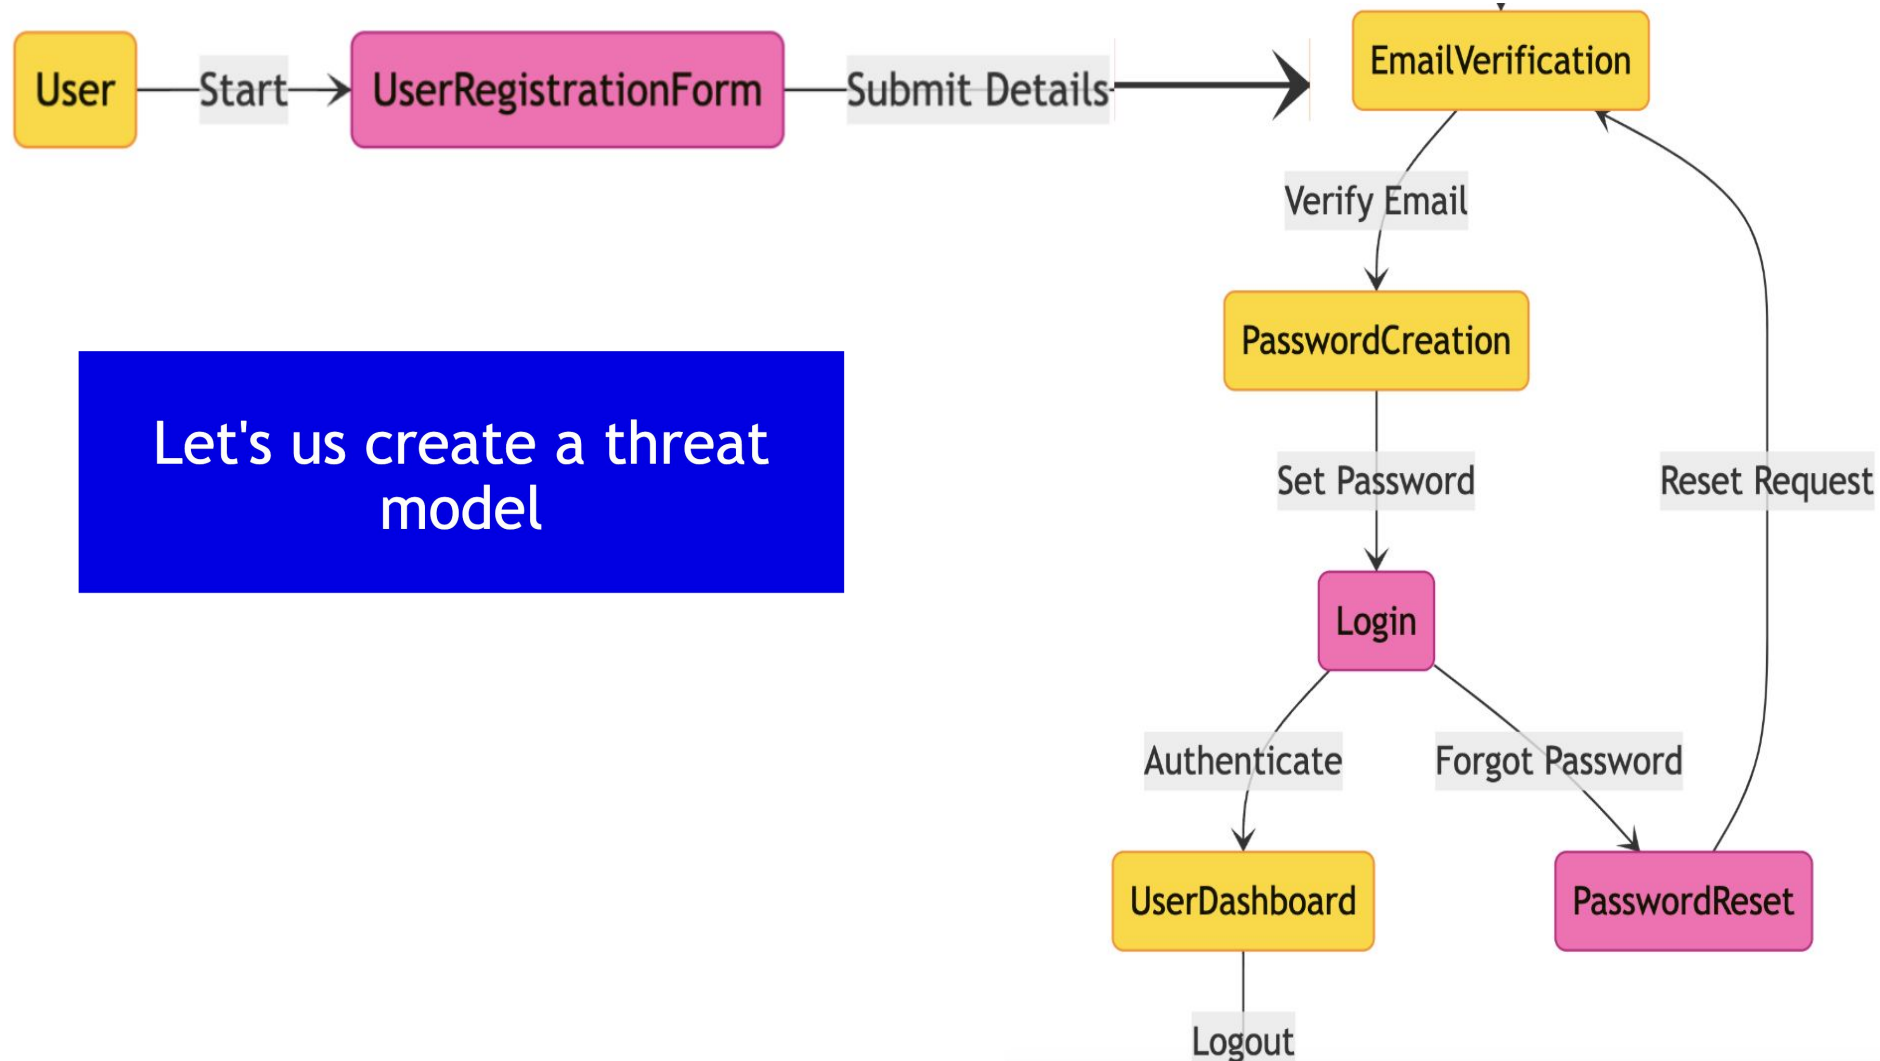 User
Start
UserRegistrationForm
Submit Details
EmailVerification
Verify Email
PasswordCreation
Let's us create a threat
model
Set Password
Reset Request
Login
Authenticate
Forgot Password
UserDashboard
PasswordReset
Logout